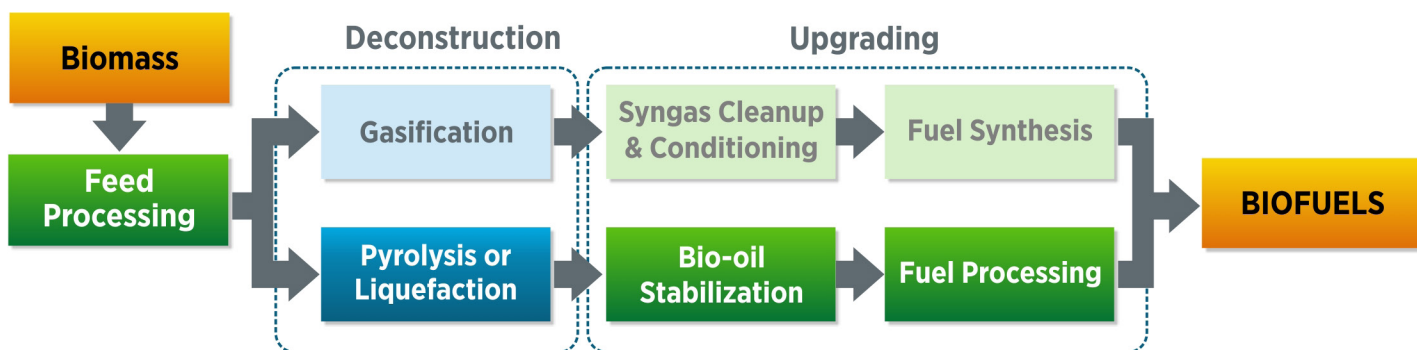 Deconstruction
Upgrading
Biomass
Feed
Processing
Gasification
Syngas Cleanup
& Conditioning
Fuel Synthesis
Pyrolysis or
Liquefaction
Bio-oil
Stabilization
Fuel Processing
BIOFUELS